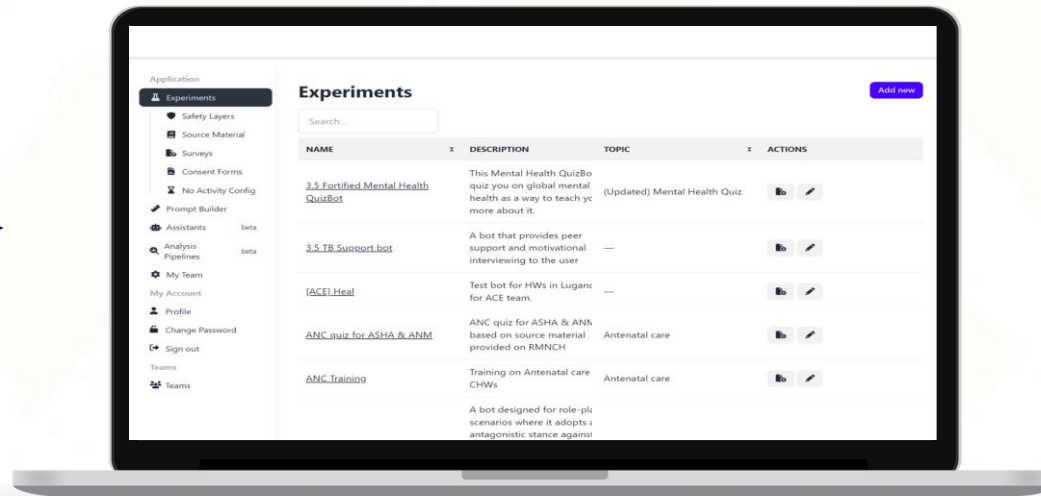 Application
Experiments
Safety Layers
Source Material
Surveys
Consent Forms
No Activity Config
Prompt Builder
Assistants beta
Analysis
Pipelines beta
My Team
My Account
Profile
Change Password
Sign out
Teams
Teams
Experiments
Add new
Search...
NAME DESCRIPTION TOPIC ACTIONS
3.5 Fortified Mental Health
QuizBot
This Mental Health QuizBo
quiz you on global mental
health as a way to teach yo
more about it.
(Updated) Mental Health Quiz
3.5 TB Support bot
A bot that provides peer
support and motivational
interviewing to the user
—
[ACE] Heal
Test bot for HWs in Lugand
for ACE team.
—
ANC quiz for ASHA & ANM
ANC quiz for ASHA & ANM
based on source material
provided on RMNCH
Antenatal care
ANC Training
Training on Antenatal care
CHWs
Antenatal care
A bot designed for role-pla
scenarios where it adopts a
antagonistic stance against